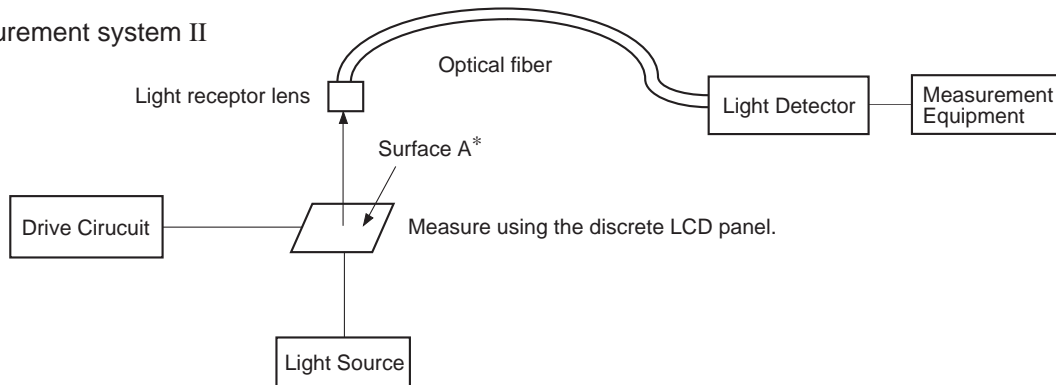 urement system II
Optical fiber
Light receptor lens
Light Detector
Measurement
Equipment
Surface A*
Drive Cirucuit
Measure using the discrete LCD panel.
Light Source